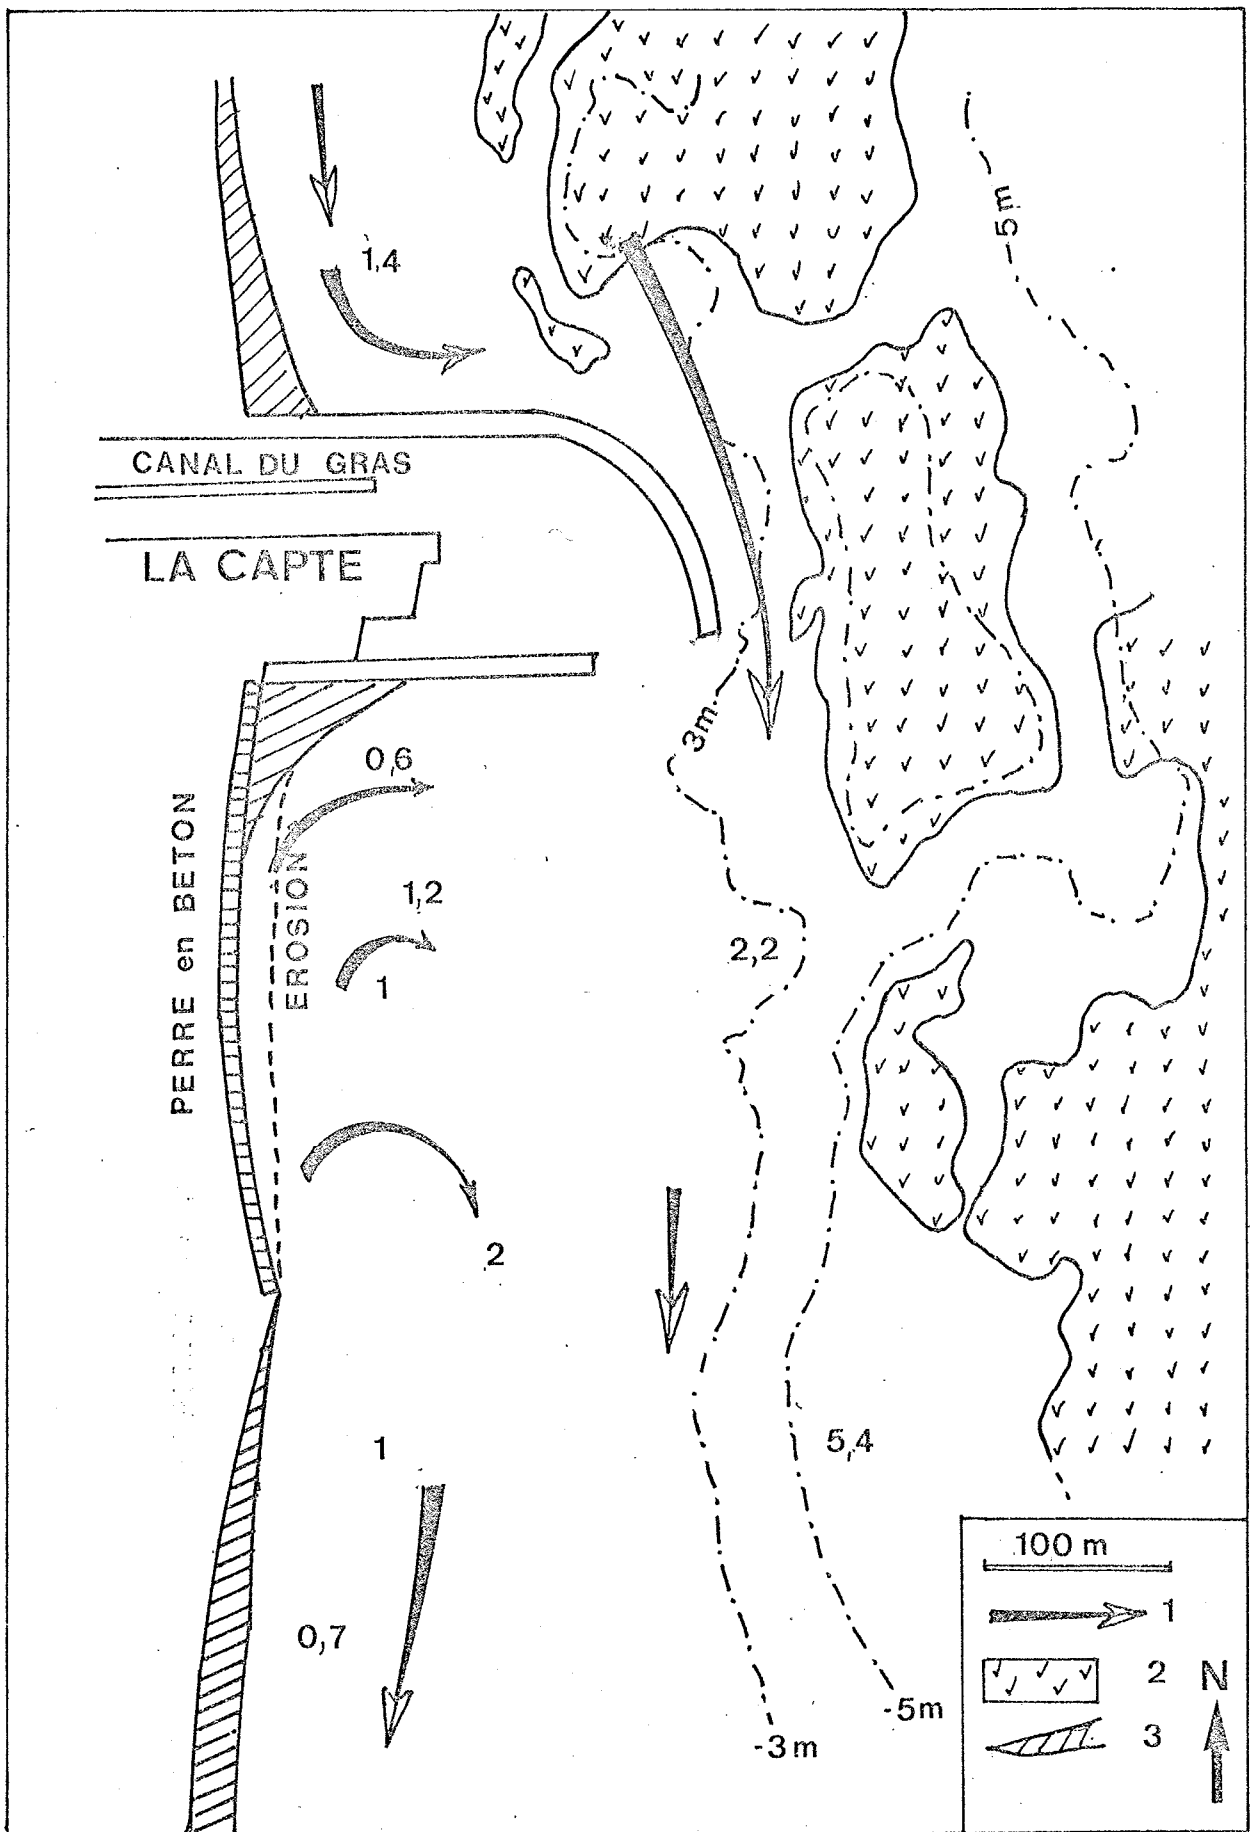 -5m
1,4
CANAL DU GRAS
LA CAPTE
3m
0,6
PERRE en BETON
EROSION
1,2
2,2
1
2
1
5,4
0,7
-5m
-3m
100 m
1
2
N
3